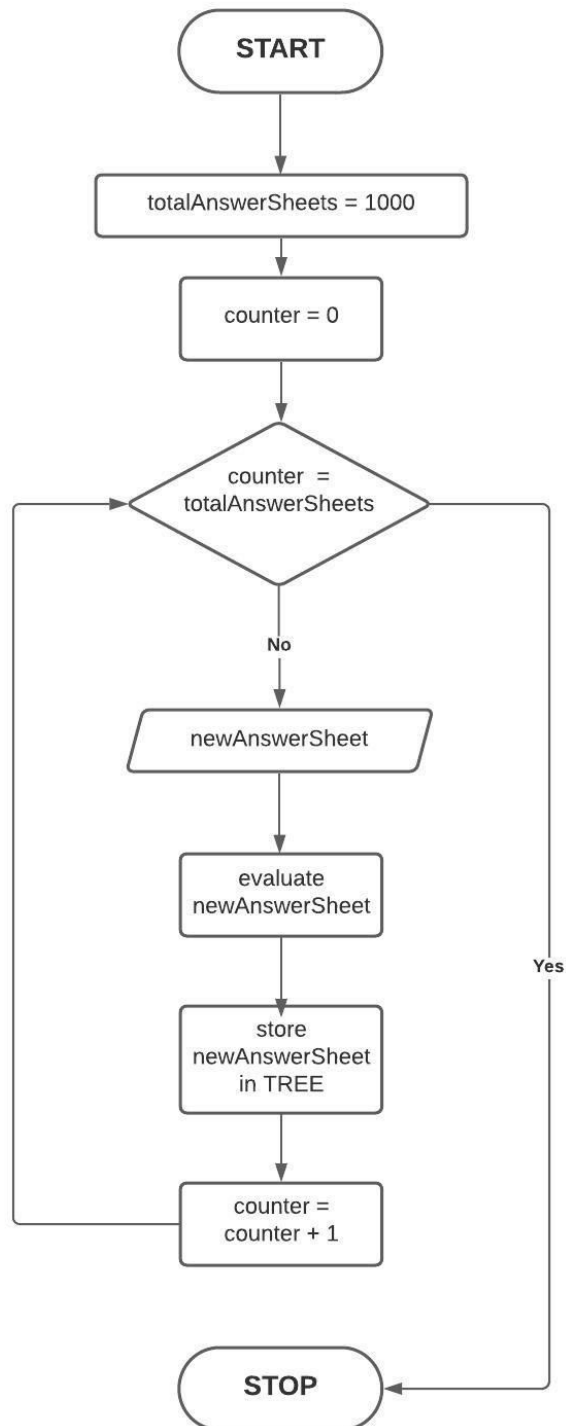 START
totalAnswerSheets = 1000
counter = 0
counter =
totalAnswerSheets
No
newAnswerSheet
evaluate
newAnswerSheet
Yes
store
newAnswerSheet
in TREE
counter =
counter + 1
STOP